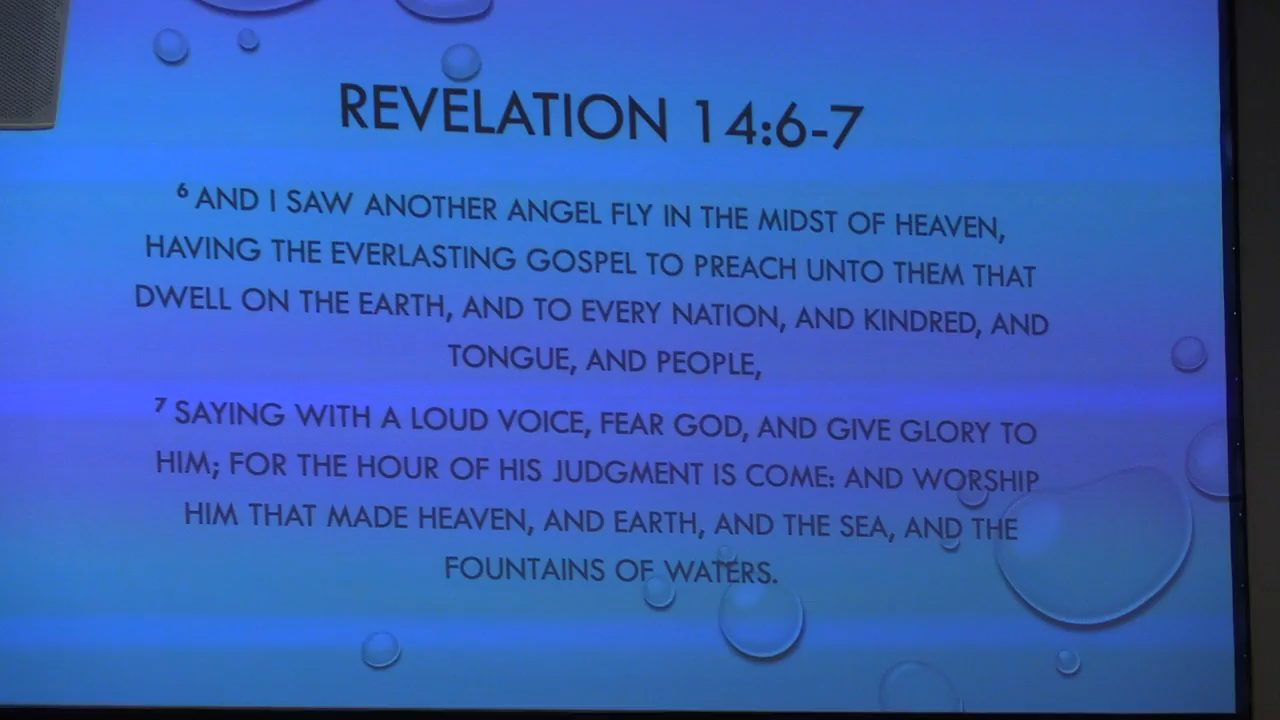 REVELATION 14:6-7
⁶ AND I SAW ANOTHER ANGEL FLY IN THE MIDST OF HEAVEN,
HAVING THE EVERLASTING GOSPEL TO PREACH UNTO THEM THAT
DWELL ON THE EARTH, AND TO EVERY NATION, AND KINDRED, AND
TONGUE, AND PEOPLE,
⁷ SAYING WITH A LOUD VOICE, FEAR GOD, AND GIVE GLORY TO
HIM; FOR THE HOUR OF HIS JUDGMENT IS COME: AND WORSHIP
HIM THAT MADE HEAVEN, AND EARTH, AND THE SEA, AND THE
FOUNTAINS OF WATERS.